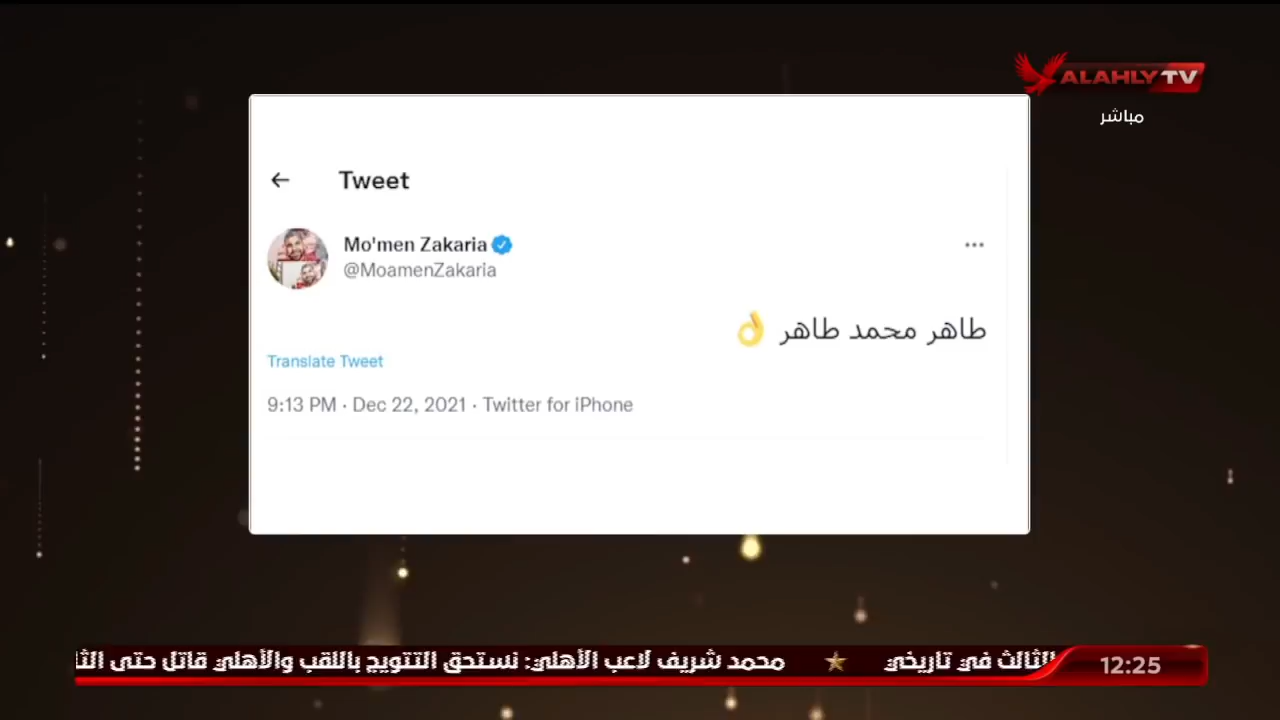 ALAHLY TV
مباشر
Tweet
Mo'men Zakaria
@MoamenZakaria
طاهر محمد طاهر 👌
Translate Tweet
9:13 PM · Dec 22, 2021 · Twitter for iPhone
الثالث في تاريخي ★ محمد شريف لاعب الأهلي: نستحق التتويج باللقب والأهلي قاتل حتى
12:25